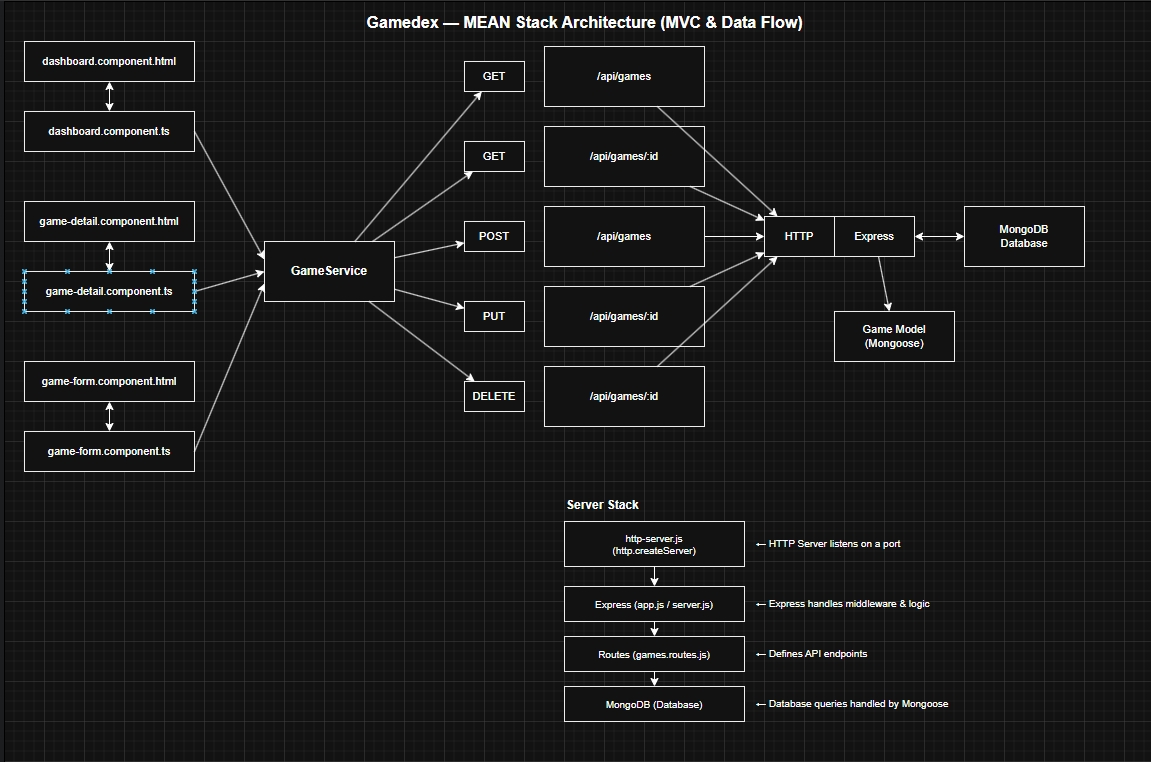 Gamedex — MEAN Stack Architecture (MVC & Data Flow)
dashboard.component.html
dashboard.component.ts
game-detail.component.html
game-detail.component.ts
game-form.component.html
game-form.component.ts
GameService
GET
/api/games
GET
/api/games/:id
POST
/api/games
PUT
/api/games/:id
DELETE
/api/games/:id
HTTP
Express
MongoDB
Database
Game Model
(Mongoose)
Server Stack
http-server.js
(http.createServer)
← HTTP Server listens on a port
Express (app.js / server.js)
← Express handles middleware & logic
Routes (games.routes.js)
← Defines API endpoints
MongoDB (Database)
← Database queries handled by Mongoose